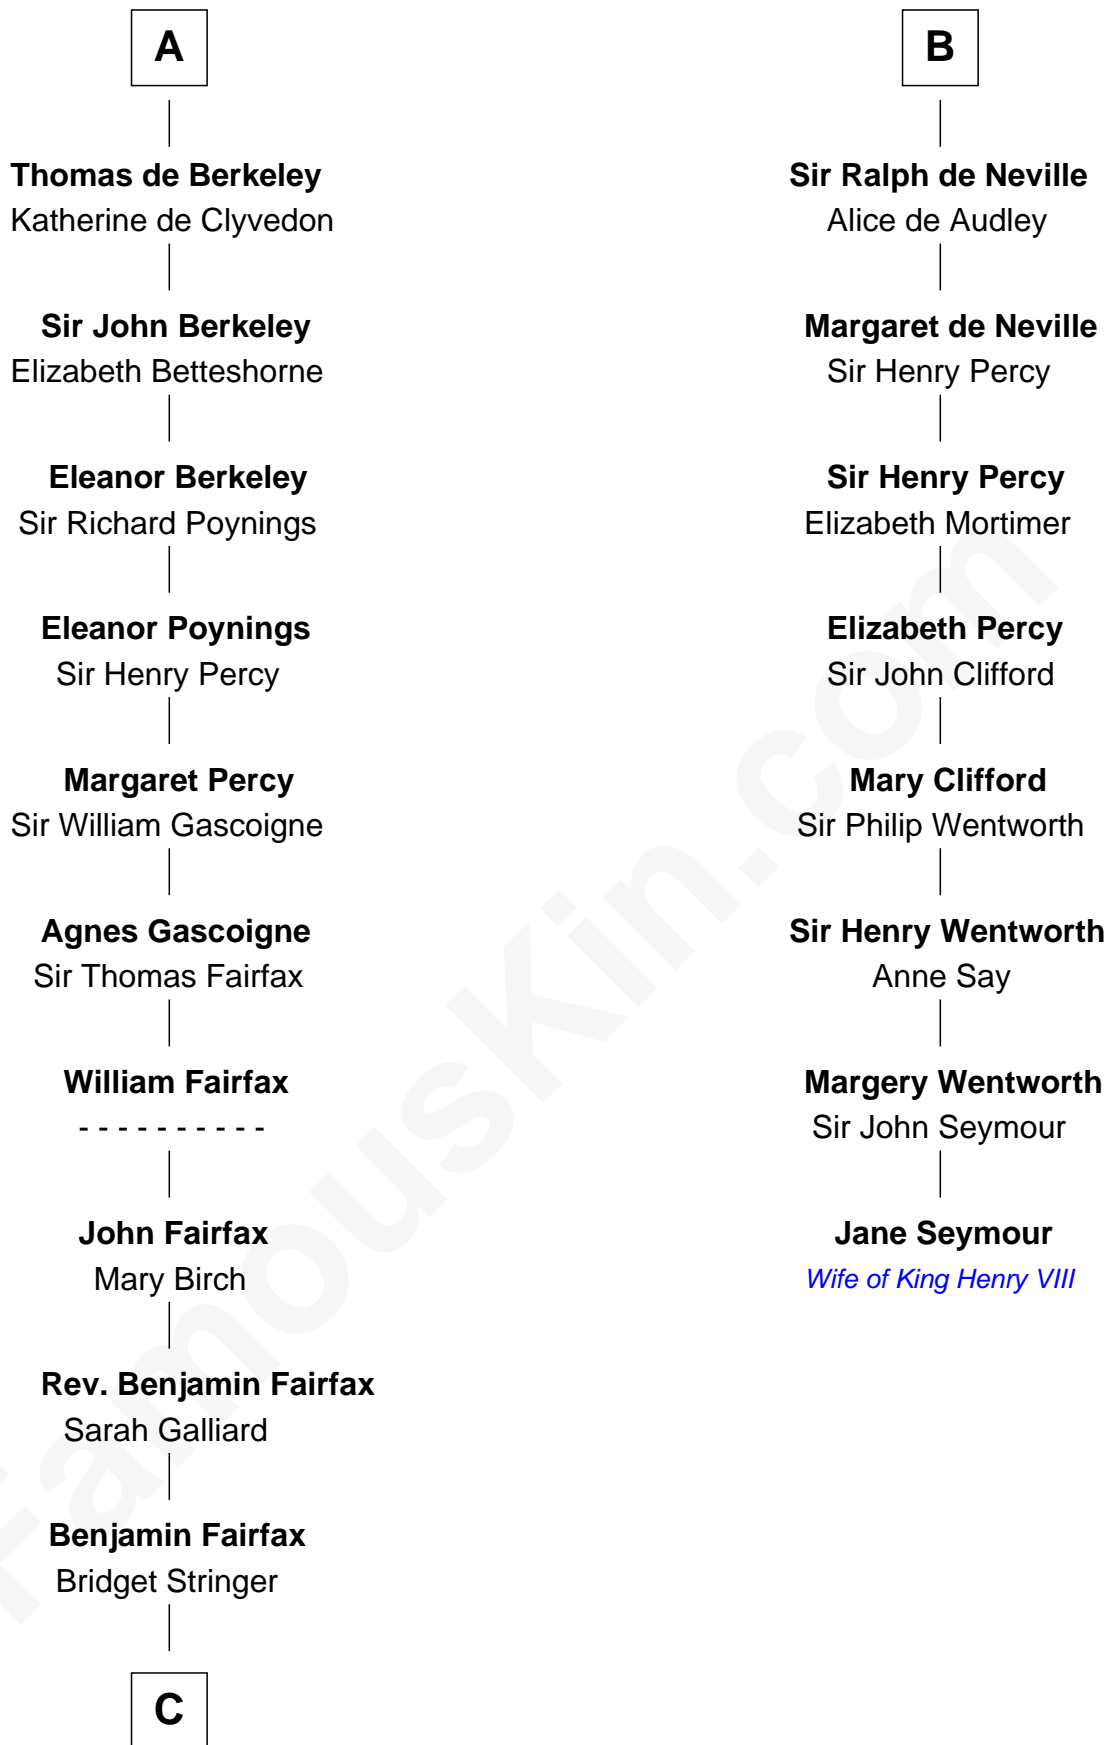 A
Thomas de Berkeley
Katherine de Clyvedon
Sir John Berkeley
Elizabeth Betteshorne
Eleanor Berkeley
Sir Richard Poynings
Eleanor Poynings
Sir Henry Percy
Margaret Percy
Sir William Gascoigne
Agnes Gascoigne
Sir Thomas Fairfax
William Fairfax
- - - - - - - - - -
John Fairfax
Mary Birch
Rev. Benjamin Fairfax
Sarah Galliard
Benjamin Fairfax
Bridget Stringer
C
B
Sir Ralph de Neville
Alice de Audley
Margaret de Neville
Sir Henry Percy
Sir Henry Percy
Elizabeth Mortimer
Elizabeth Percy
Sir John Clifford
Mary Clifford
Sir Philip Wentworth
Sir Henry Wentworth
Anne Say
Margery Wentworth
Sir John Seymour
Jane Seymour
Wife of King Henry VIII
FamousKin.com